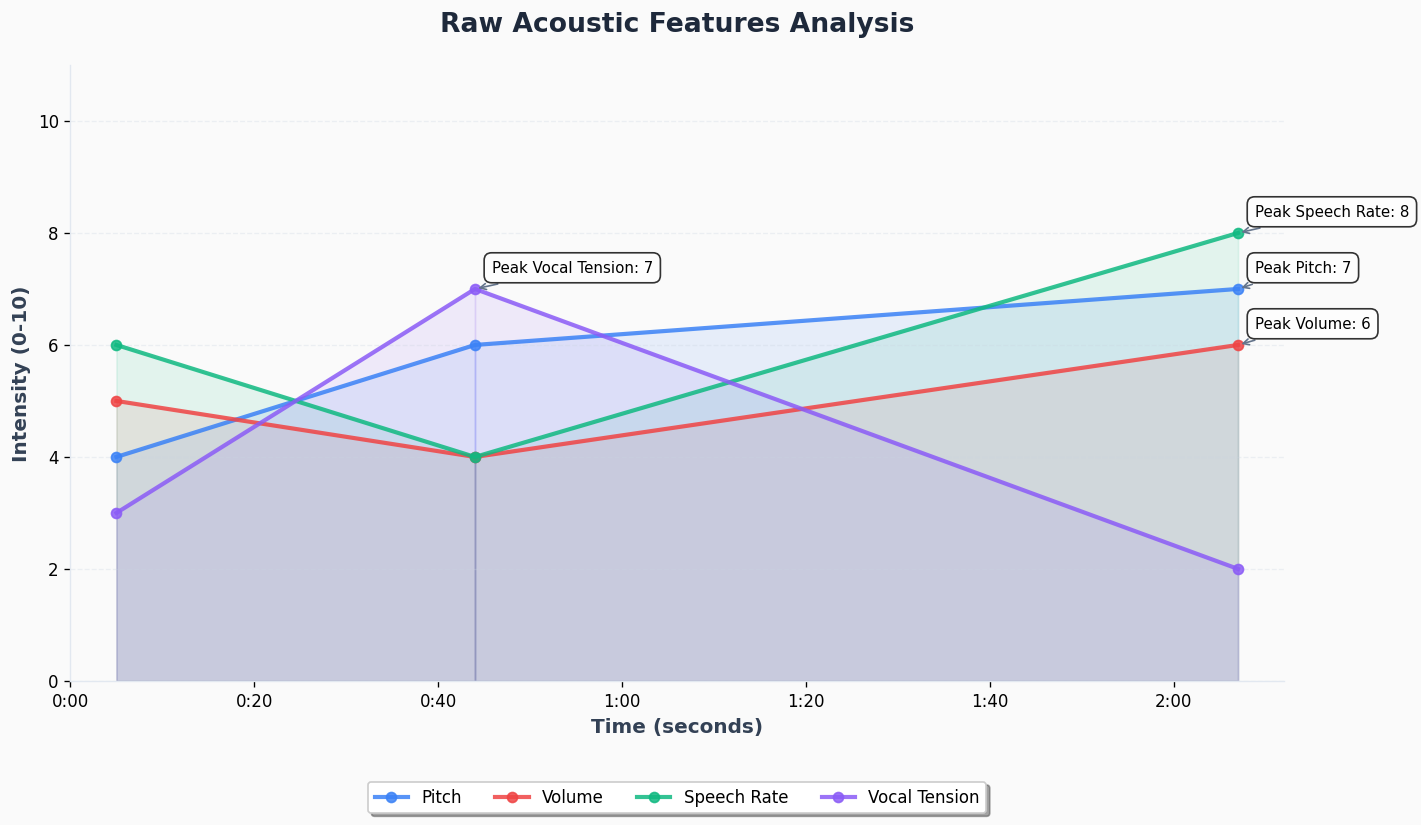 Raw Acoustic Features Analysis
Intensity (0-10)
10
8
6
4
2
0
Peak Speech Rate: 8
Peak Vocal Tension: 7
Peak Pitch: 7
Peak Volume: 6
0:00 0:20 0:40 1:00 1:20 1:40 2:00
Time (seconds)
Pitch Volume Speech Rate Vocal Tension